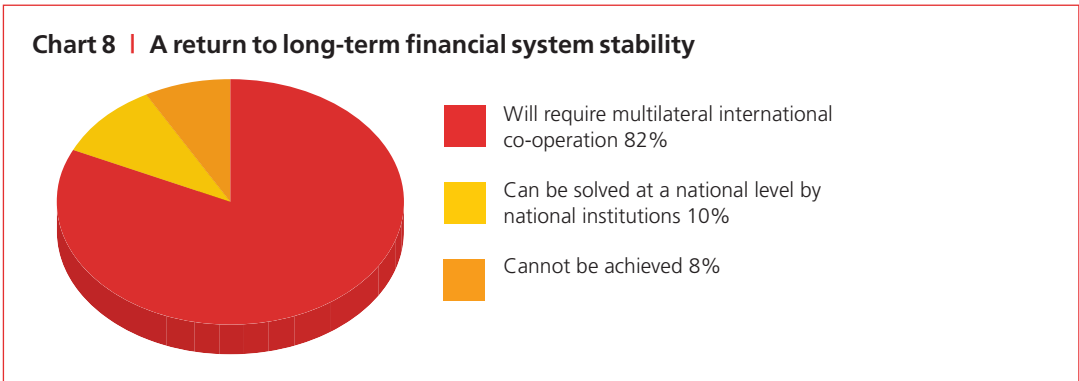 Chart 8 | A return to long-term financial system stability
Will require multilateral international
co-operation 82%
Can be solved at a national level by
national institutions 10%
Cannot be achieved 8%